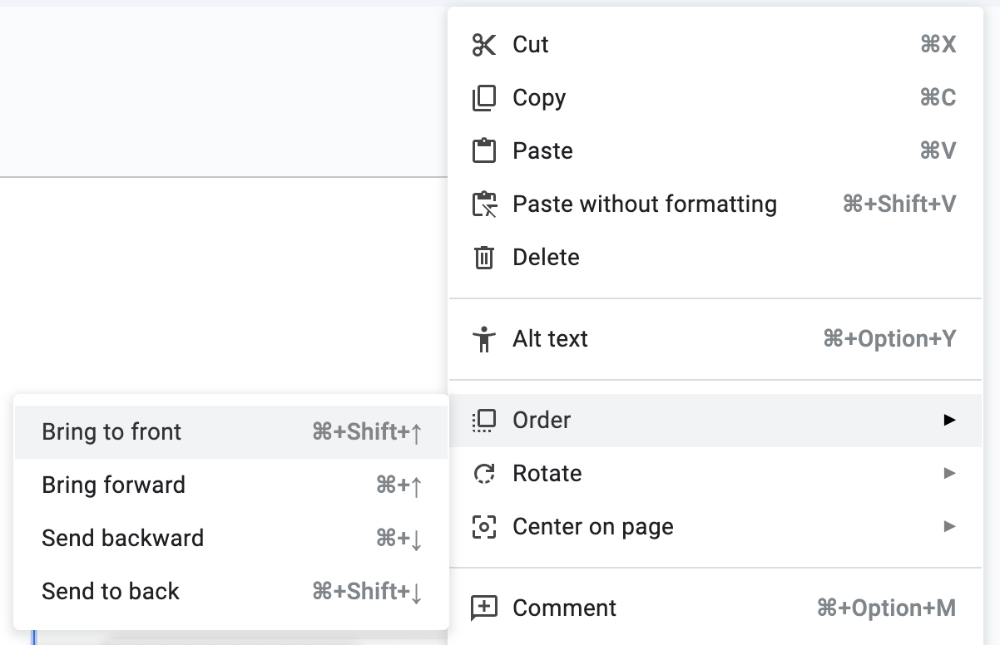 Cut ⌘X
Copy ⌘C
Paste ⌘V
Paste without formatting ⌘+Shift+V
Delete
Alt text ⌘+Option+Y
Order ►
Rotate ►
Center on page ►
Comment ⌘+Option+M
Bring to front ⌘+Shift+↑
Bring forward ⌘+↑
Send backward ⌘+↓
Send to back ⌘+Shift+↓